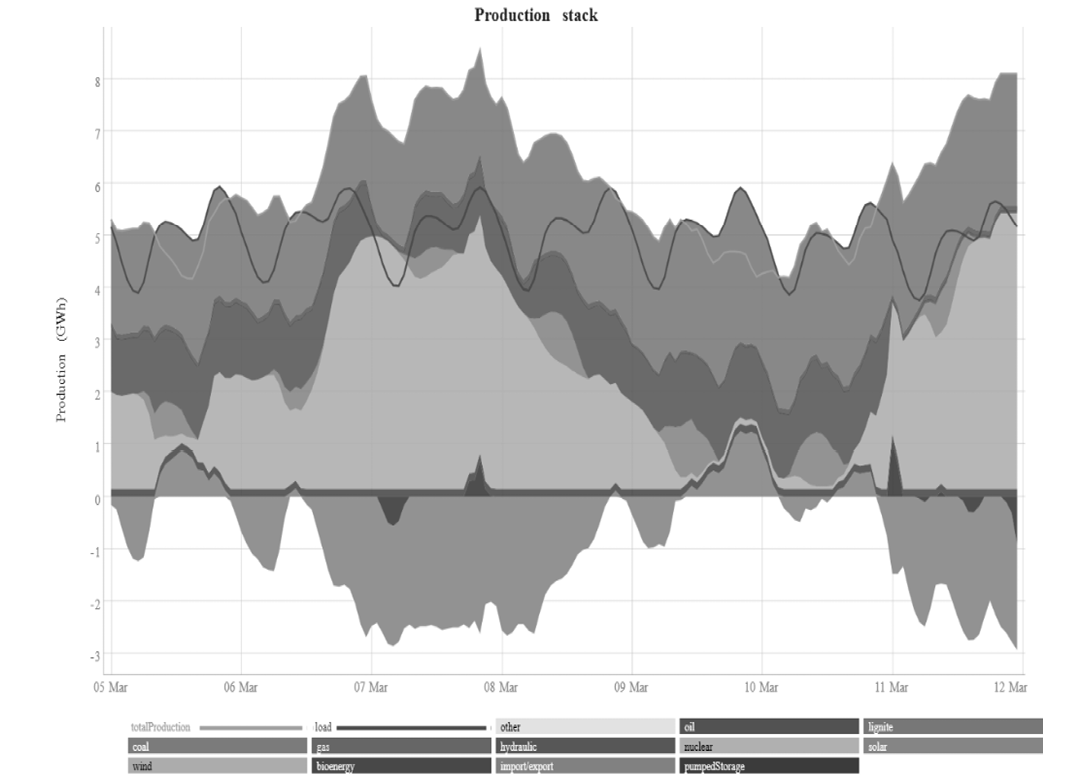 Production stack
Production (GWh)
8
7
6
5
4
3
2
1
0
-1
-2
-3
05 Mar 06 Mar 07 Mar 08 Mar 09 Mar 10 Mar 11 Mar 12 Mar
totalProduction load other oil lignite
coal gas hydraulic nuclear solar
wind bioenergy import/export pumpedStorage